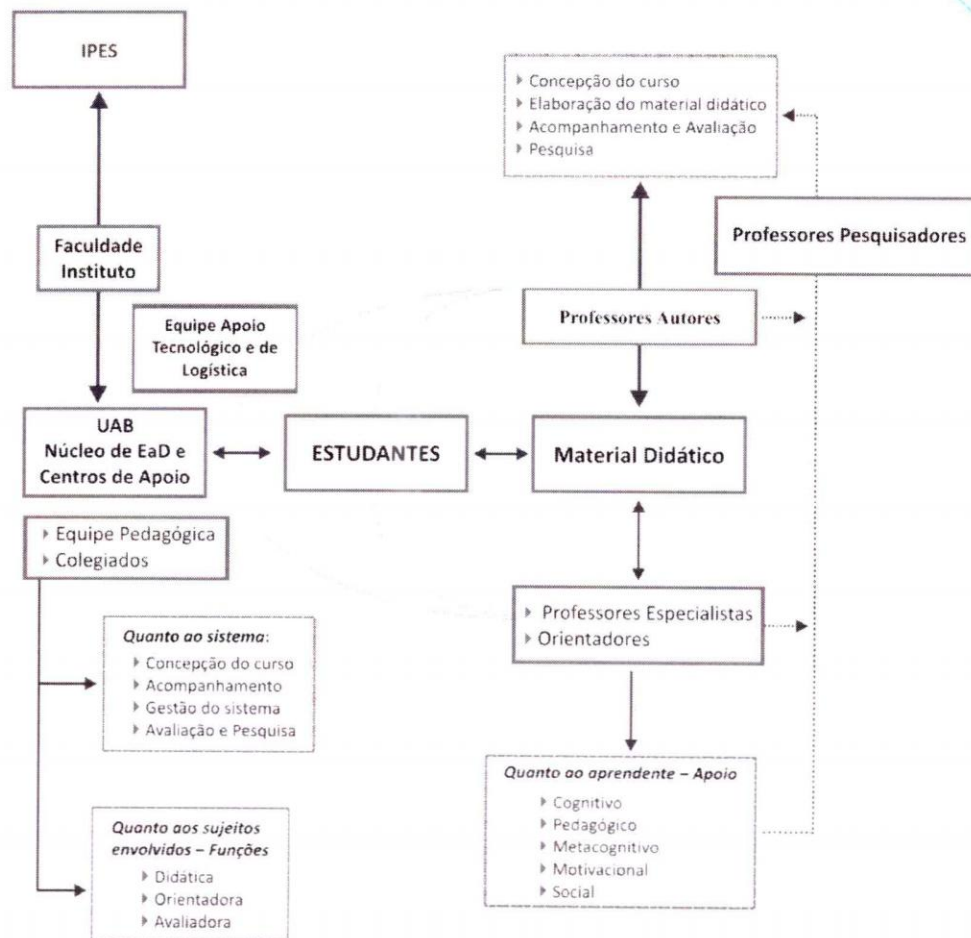 IPES
Concepção do curso
Elaboração do material didático
Acompanhamento e Avaliação
Pesquisa
Professores Pesquisadores
Faculdade
Instituto
Equipe Apoio
Tecnológico e de
Logística
Professores Autores
UAB
Núcleo de EaD e
Centros de Apoio
ESTUDANTES
Material Didático
Equipe Pedagógica
Colegiados
Professores Especialistas
Orientadores
Quanto ao sistema:
Concepção do curso
Acompanhamento
Gestão do sistema
Avaliação e Pesquisa
Quanto ao aprendente – Apoio
Cognitivo
Pedagógico
Metacognitivo
Motivacional
Social
Quanto aos sujeitos
envolvidos – Funções
Didática
Orientadora
Avaliadora